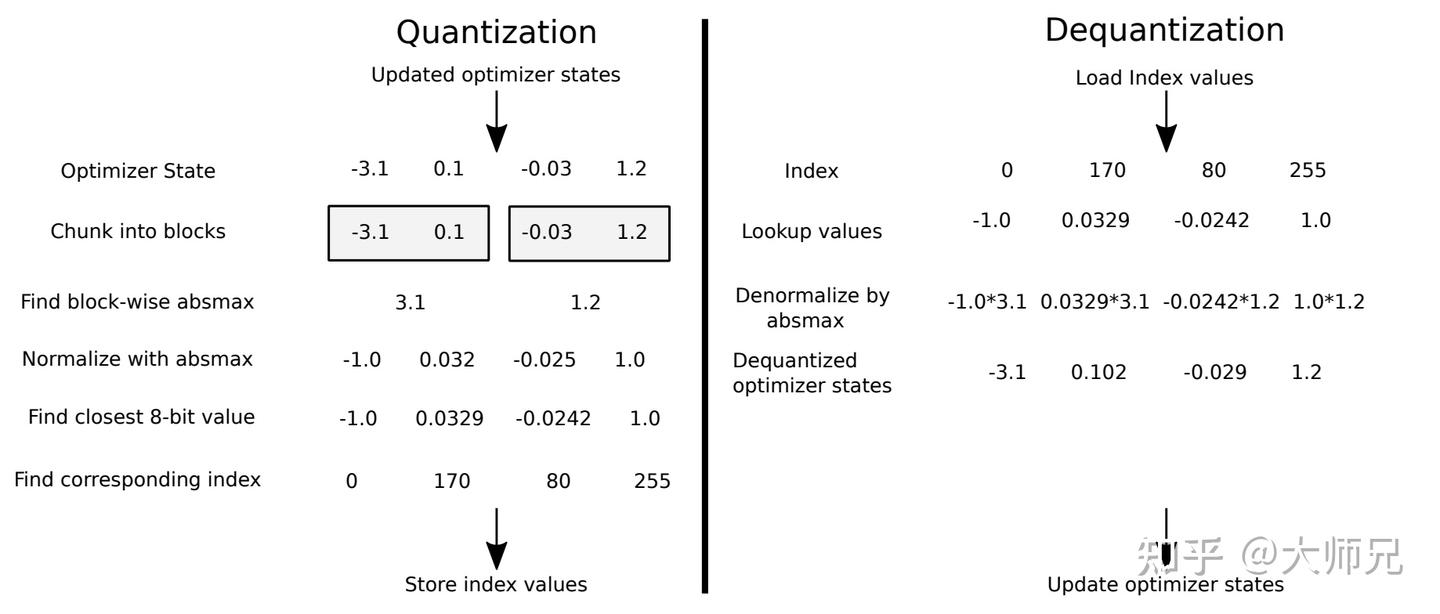 Quantization
Updated optimizer states
Optimizer State -3.1 0.1 -0.03 1.2
Chunk into blocks -3.1 0.1 -0.03 1.2
Find block-wise absmax 3.1 1.2
Normalize with absmax -1.0 0.032 -0.025 1.0
Find closest 8-bit value -1.0 0.0329 -0.0242 1.0
Find corresponding index 0 170 80 255
Store index values
Dequantization
Load Index values
Index 0 170 80 255
Lookup values -1.0 0.0329 -0.0242 1.0
Denormalize by
absmax
-1.0*3.1 0.0329*3.1 -0.0242*1.2 1.0*1.2
Dequantized
optimizer states
-3.1 0.102 -0.029 1.2
Update optimizer states
知乎 @大师兄